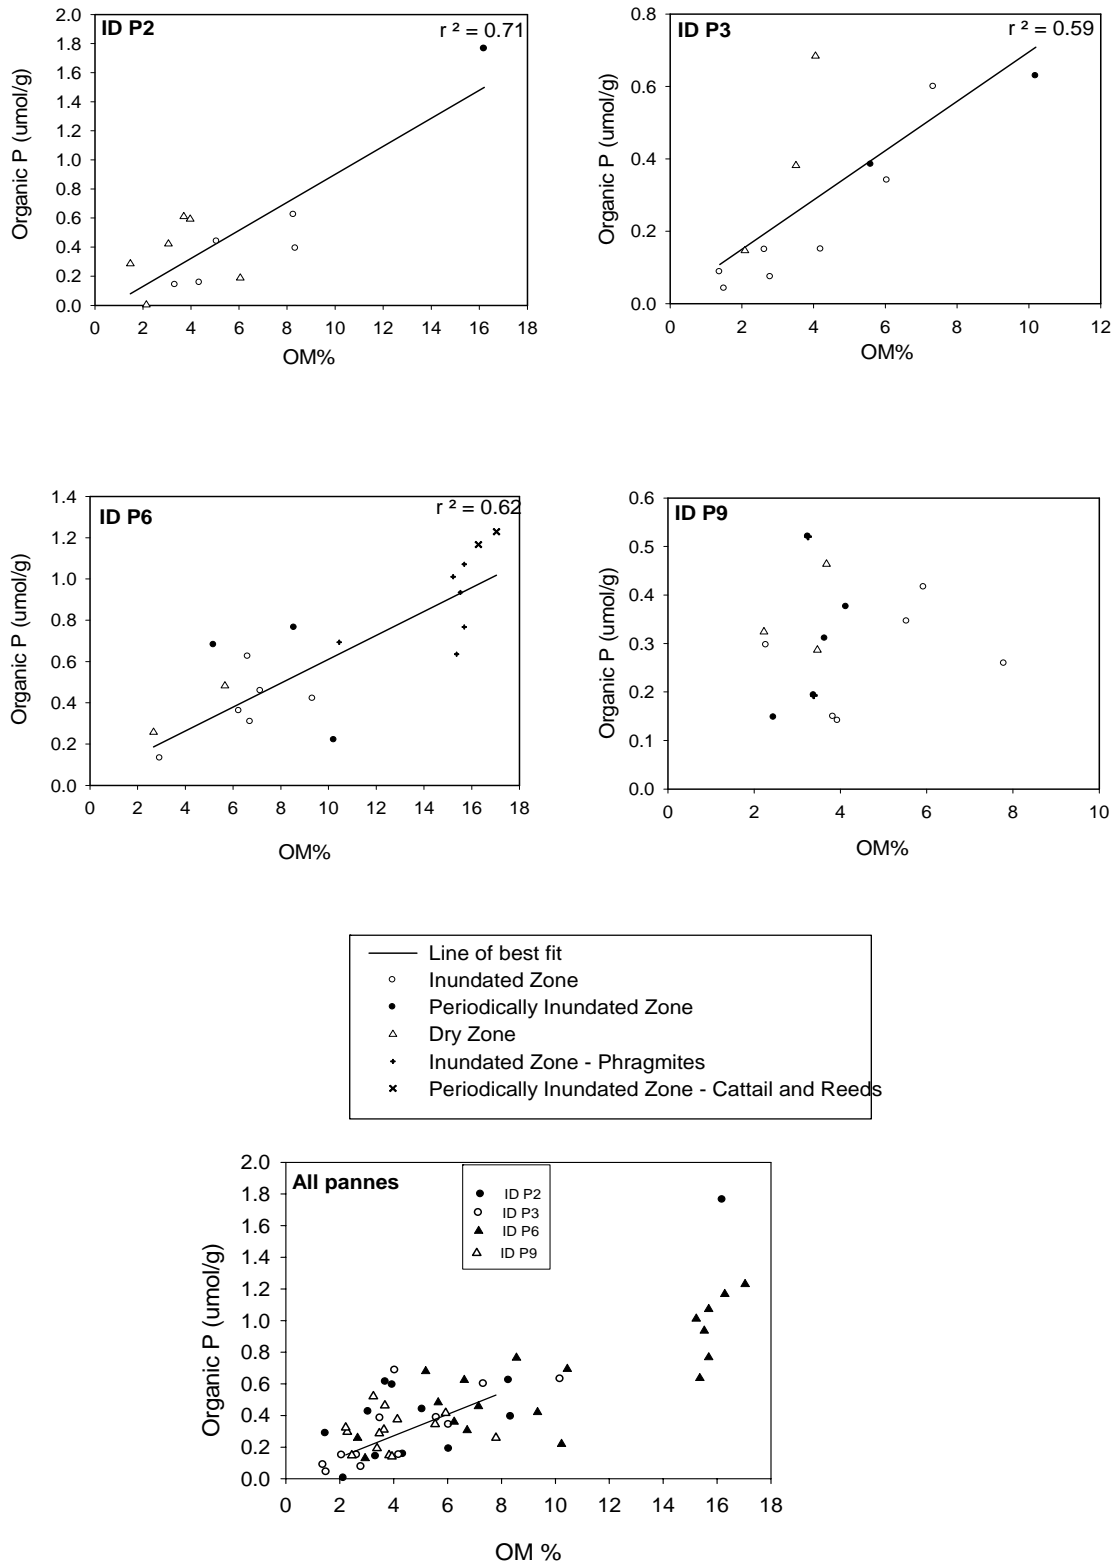 ID P2
r ² = 0.71
2.0
1.8
1.6
1.4
1.2
1.0
0.8
0.6
0.4
0.2
0.0
Organic P (umol/g)
0 2 4 6 8 10 12 14 16 18
OM%
ID P3
r ² = 0.59
0.8
0.6
0.4
0.2
0.0
Organic P (umol/g)
0 2 4 6 8 10 12
OM%
ID P6
r ² = 0.62
1.4
1.2
1.0
0.8
0.6
0.4
0.2
0.0
Organic P (umol/g)
0 2 4 6 8 10 12 14 16 18
OM%
ID P9
0.6
0.5
0.4
0.3
0.2
0.1
0.0
Organic P (umol/g)
0 2 4 6 8 10
OM%
Line of best fit
Inundated Zone
Periodically Inundated Zone
Dry Zone
Inundated Zone - Phragmites
Periodically Inundated Zone - Cattail and Reeds
All pannes
ID P2
ID P3
ID P6
ID P9
2.0
1.8
1.6
1.4
1.2
1.0
0.8
0.6
0.4
0.2
0.0
Organic P (umol/g)
0 2 4 6 8 10 12 14 16 18
OM %